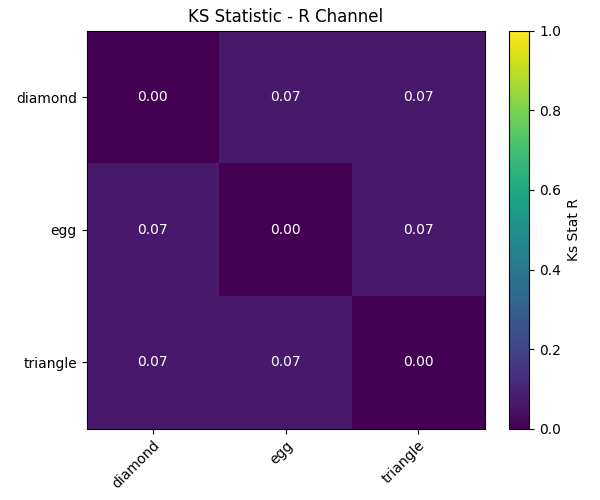 KS Statistic - R Channel
diamond 0.00 0.07 0.07
egg 0.07 0.00 0.07
triangle 0.07 0.07 0.00
diamond egg triangle
1.0
0.8
0.6
0.4
0.2
0.0
Ks Stat R